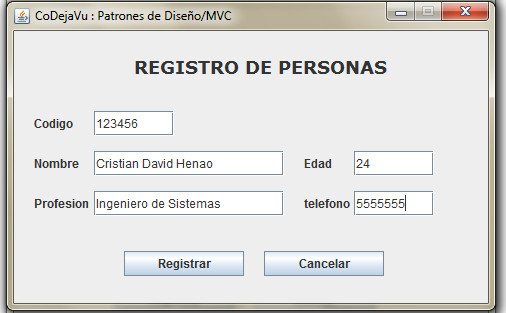 CoDejaVu : Patrones de Diseño/MVC
REGISTRO DE PERSONAS
Codigo 123456
Nombre Cristian David Henao Edad 24
Profesion Ingeniero de Sistemas telefono 5555555
Registrar Cancelar